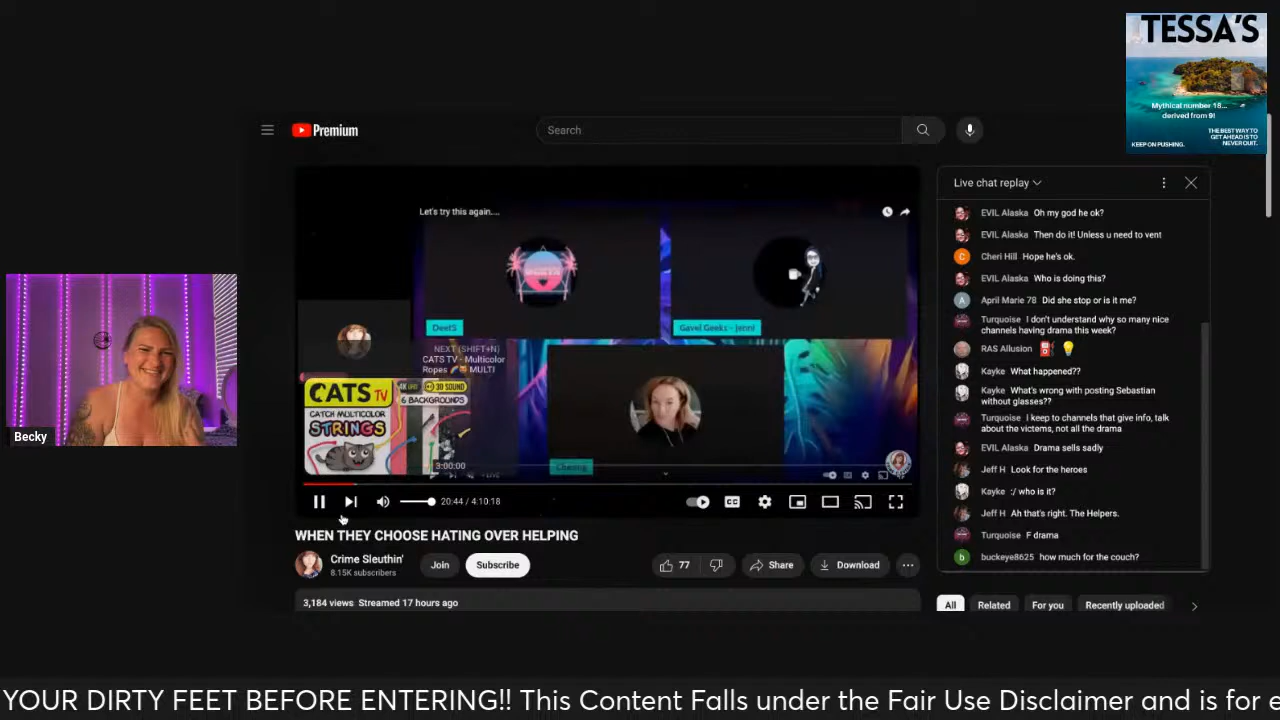 TESSA'S
Mythical number 18...
derived from 9!
THE BEST WAY TO
GET AHEAD IS TO
NEVER QUIT.
KEEP ON PUSHING.
Premium
Search
Let's try this again....
DeetS
Gavel Geeks - Jenni
NEXT (SHIFT+N)
CATS TV - Multicolor
Ropes 🌈😻 MULTI
CATS TV
3D SOUND
6 BACKGROUNDS
CATCH MULTICOLOR
STRINGS
3:00:00
20:44 / 4:10:18
CC
WHEN THEY CHOOSE HATING OVER HELPING
Crime Sleuthin'
8.15K subscribers
Join
Subscribe
77
Share
Download
3,184 views Streamed 17 hours ago
Live chat replay
EVIL Alaska Oh my god he ok?
EVIL Alaska Then do it! Unless u need to vent
C
Cheri Hill Hope he's ok.
EVIL Alaska Who is doing this?
A
April Marie 78 Did she stop or is it me?
Turquoise I don't understand why so many nice
channels having drama this week?
RAS Allusion ⛽💡
Kayke What happened??
Kayke What's wrong with posting Sebastian
without glasses??
Turquoise I keep to channels that give info, talk
about the victims, not all the drama
EVIL Alaska Drama sells sadly
Jeff H Look for the heroes
Kayke :/ who is it?
Jeff H Ah that's right. The Helpers.
Turquoise F drama
b
buckeye8625 how much for the couch?
All
Related
For you
Recently uploaded
Becky
YOUR DIRTY FEET BEFORE ENTERING!! This Content Falls under the Fair Use Disclaimer and is for e